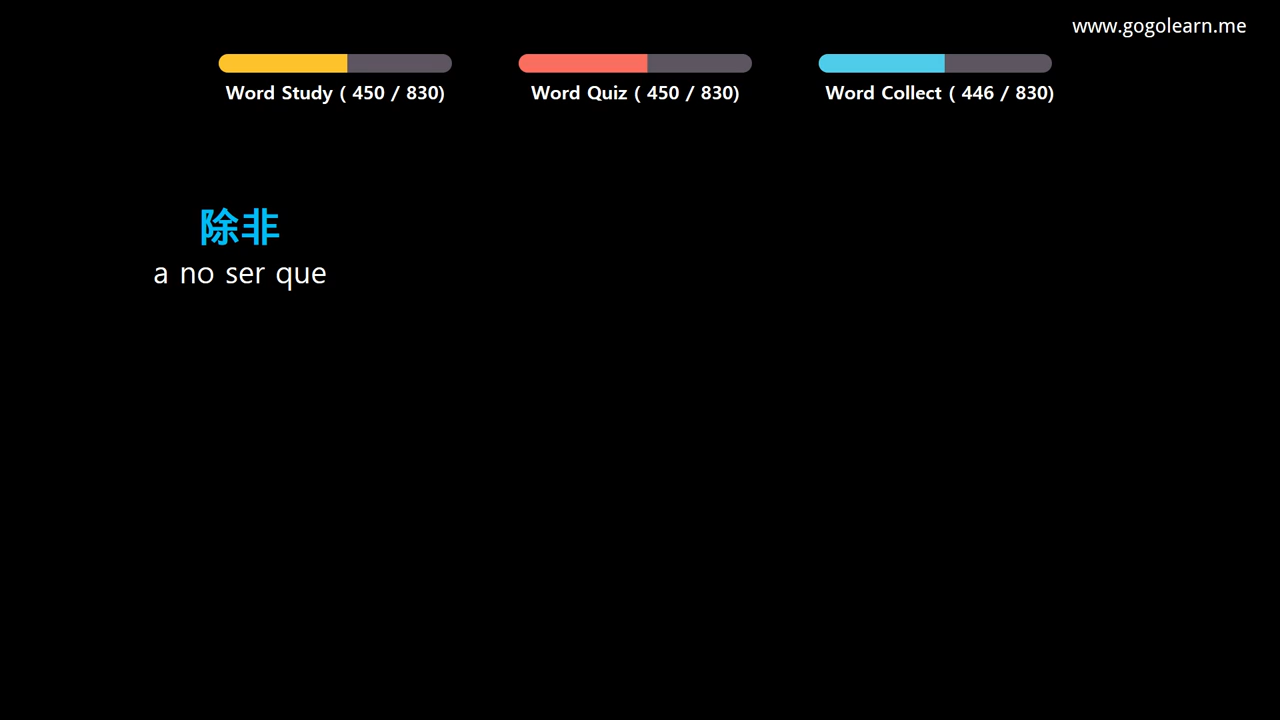 www.gogolearn.me
Word Study ( 450 / 830)
Word Quiz ( 450 / 830)
Word Collect ( 446 / 830)
除非
a no ser que